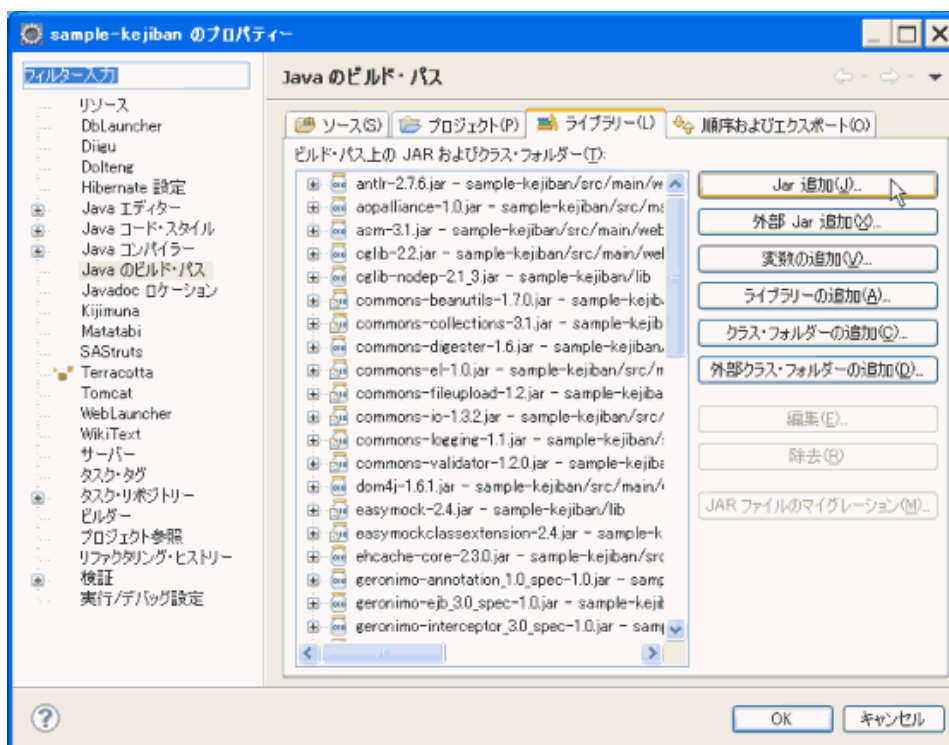 sample-kejiban のプロパティー
フィルター入力
リソース
DbLauncher
Diigu
Dolteng
Hibernate 設定
Java エディター
Java コード・スタイル
Java コンパイラー
Java のビルド・パス
Javadoc ロケーション
Kijimuna
Matatabi
SAStruts
Terracotta
Tomcat
WebLauncher
WikiText
サーバー
タスク・タグ
タスク・リポジトリー
ビルダー
プロジェクト参照
リファクタリング・ヒストリー
検証
実行/デバッグ設定
Java のビルド・パス
ソース(S)
プロジェクト(P)
ライブラリー(L)
順序およびエクスポート(O)
ビルド・パス上の JAR およびクラス・フォルダー(T):
antlr-2.7.6.jar - sample-kejiban/src/main/w
aopalliance-1.0.jar - sample-kejiban/src/ma
asm-3.1.jar - sample-kejiban/src/main/web
cglib-2.2.jar - sample-kejiban/src/main/wel
cglib-nodep-2.1_3.jar - sample-kejiban/lib
commons-beanutils-1.7.0.jar - sample-kejib
commons-collections-3.1.jar - sample-kejib
commons-digester-1.6.jar - sample-kejiban
commons-el-1.0.jar - sample-kejiban/src/m
commons-fileupload-1.2.jar - sample-kejiba
commons-io-1.3.2.jar - sample-kejiban/src/
commons-logging-1.1.jar - sample-kejiban/
commons-validator-1.2.0.jar - sample-kejiba
dom4j-1.6.1.jar - sample-kejiban/src/main/
easymock-2.4.jar - sample-kejiban/lib
easymockclassextension-2.4.jar - sample-k
ehcache-core-2.3.0.jar - sample-kejiban/src
geronimo-annotation_1.0_spec-1.0.jar - samp
geronimo-ejb_3.0_spec-1.0.jar - sample-kejib
geronimo-interceptor_3.0_spec-1.0.jar - samp
Jar 追加(J)...
外部 Jar 追加(X)...
変数の追加(V)...
ライブラリーの追加(A)...
クラス・フォルダーの追加(C)...
外部クラス・フォルダーの追加(D)...
編集(E)...
除去(R)
JAR ファイルのマイグレーション(M)...
OK
キャンセル